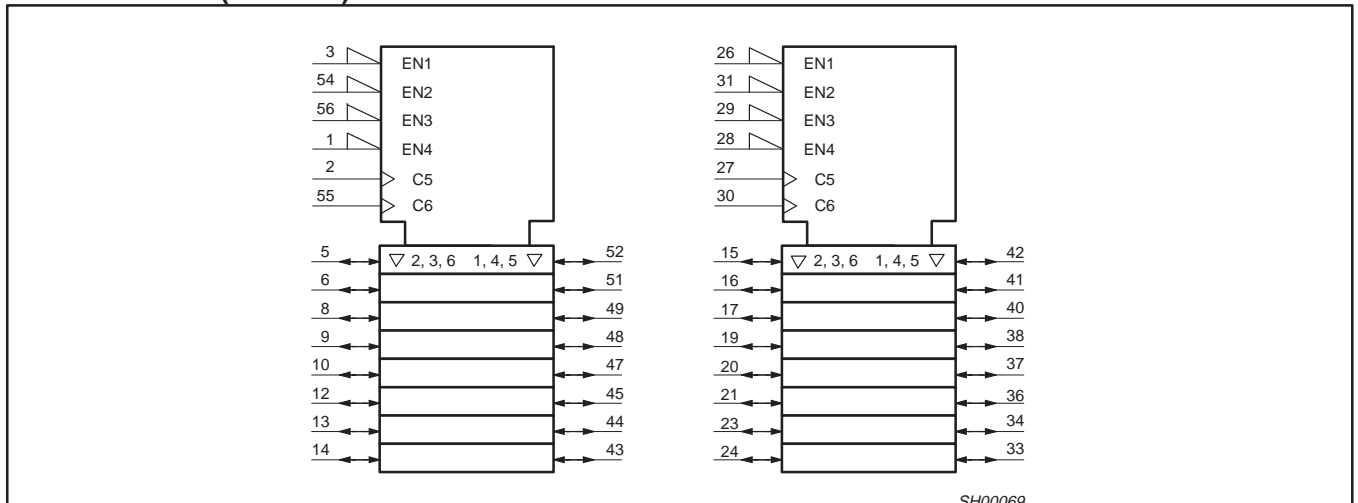 3 EN1
54 EN2
56 EN3
1 EN4
2 C5
55 C6
5 2, 3, 6 1, 4, 5 52
6 51
8 49
9 48
10 47
12 45
13 44
14 43
26 EN1
31 EN2
29 EN3
28 EN4
27 C5
30 C6
15 2, 3, 6 1, 4, 5 42
16 41
17 40
19 38
20 37
21 36
23 34
24 33
SH00069